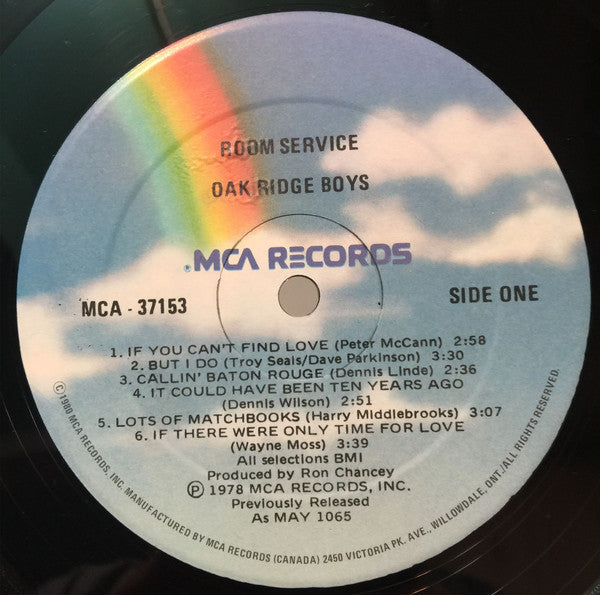 ROOM SERVICE
OAK RIDGE BOYS
MCA RECORDS
MCA - 37153
SIDE ONE
1. IF YOU CAN'T FIND LOVE (Peter McCann) 2:58
2. BUT I DO (Troy Seals/Dave Parkinson) 3:30
3. CALLIN' BATON ROUGE (Dennis Linde) 2:36
4. IT COULD HAVE BEEN TEN YEARS AGO
(Dennis Wilson) 2:51
5. LOTS OF MATCHBOOKS (Harry Middlebrooks) 3:07
6. IF THERE WERE ONLY TIME FOR LOVE
(Wayne Moss) 3:39
All selections BMI
Produced by Ron Chancey
Ⓟ 1978 MCA RECORDS, INC.
Previously Released
As MAY 1065
© 1980 MCA RECORDS, INC. MANUFACTURED BY MCA RECORDS (CANADA) 2450 VICTORIA PK. AVE., WILLOWDALE, ONT./ALL RIGHTS RESERVED.